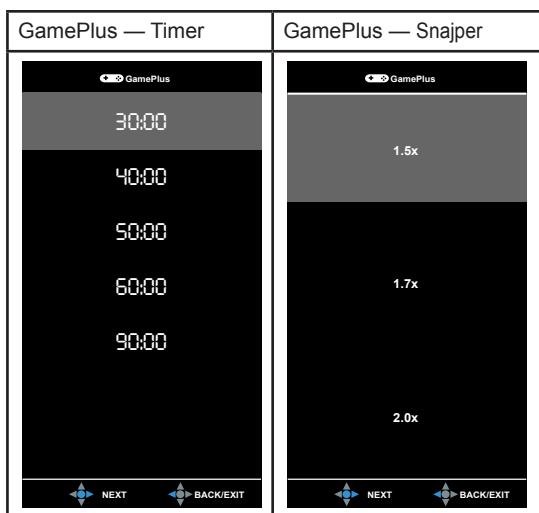 GamePlus — Timer
GamePlus — Snajper
GamePlus
30:00
40:00
50:00
60:00
90:00
NEXT BACK/EXIT
GamePlus
1.5x
1.7x
2.0x
NEXT BACK/EXIT